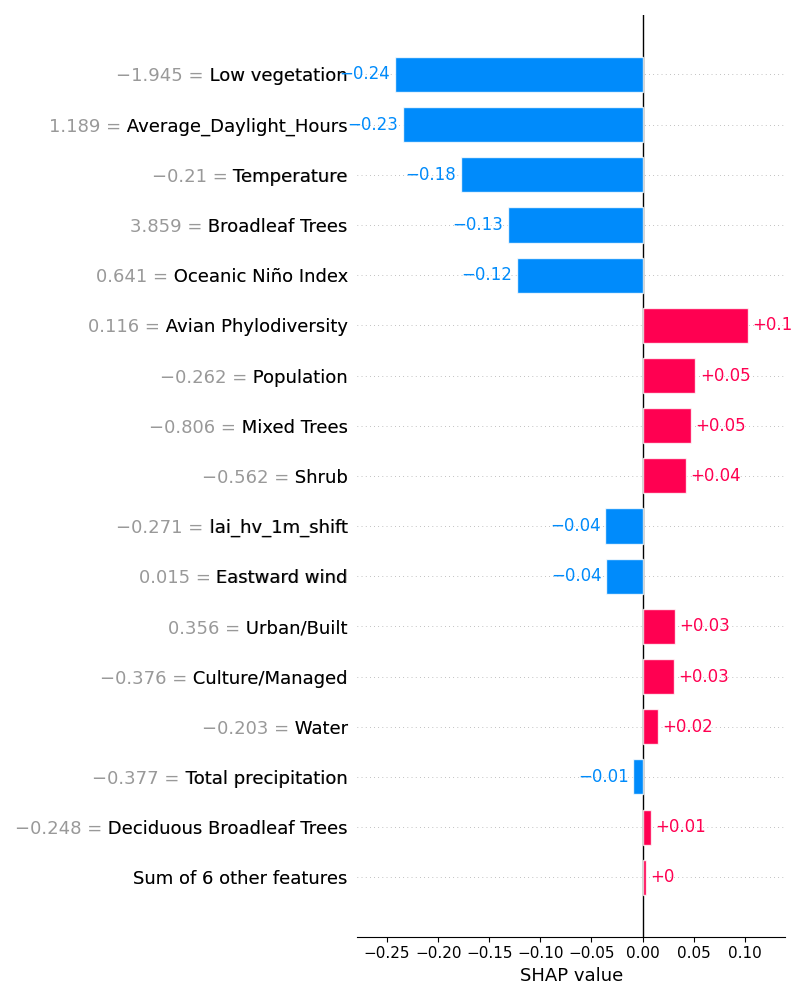 −1.945 = Low vegetation −0.24
1.189 = Average_Daylight_Hours −0.23
−0.21 = Temperature −0.18
3.859 = Broadleaf Trees −0.13
0.641 = Oceanic Niño Index −0.12
0.116 = Avian Phylodiversity +0.1
−0.262 = Population +0.05
−0.806 = Mixed Trees +0.05
−0.562 = Shrub +0.04
−0.271 = lai_hv_1m_shift −0.04
0.015 = Eastward wind −0.04
0.356 = Urban/Built +0.03
−0.376 = Culture/Managed +0.03
−0.203 = Water +0.02
−0.377 = Total precipitation −0.01
−0.248 = Deciduous Broadleaf Trees +0.01
Sum of 6 other features +0
−0.25 −0.20 −0.15 −0.10 −0.05 0.00 0.05 0.10
SHAP value